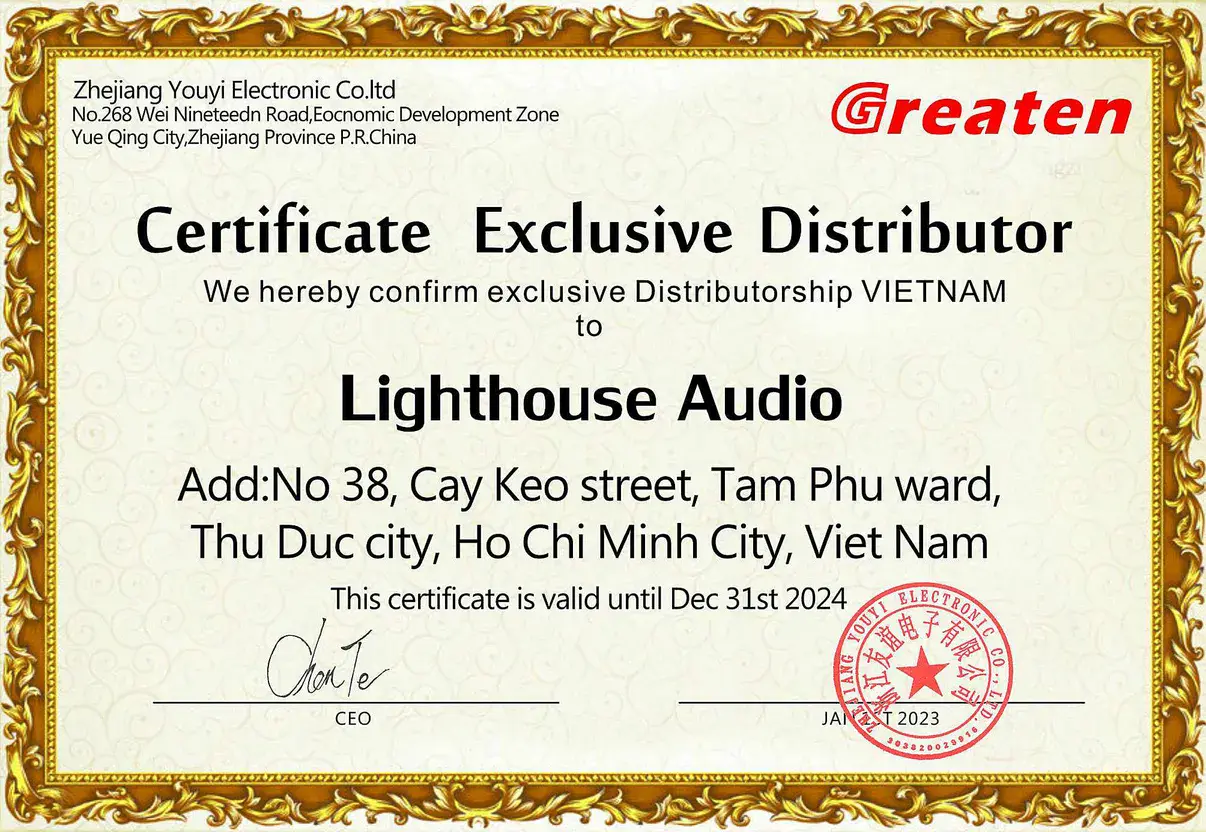 Zhejiang Youyi Electronic Co.ltd
No.268 Wei Nineteedn Road,Eocnomic Development Zone
Yue Qing City,Zhejiang Province P.R.China
Greaten
Certificate Exclusive Distributor
We hereby confirm exclusive Distributorship VIETNAM
to
Lighthouse Audio
Add:No 38, Cay Keo street, Tam Phu ward,
Thu Duc city, Ho Chi Minh City, Viet Nam
This certificate is valid until Dec 31st 2024
Chen Te
CEO
2023
ZHEJIANG YOUYI ELECTRONIC CO.,LTD.
浙江友谊电子有限公司